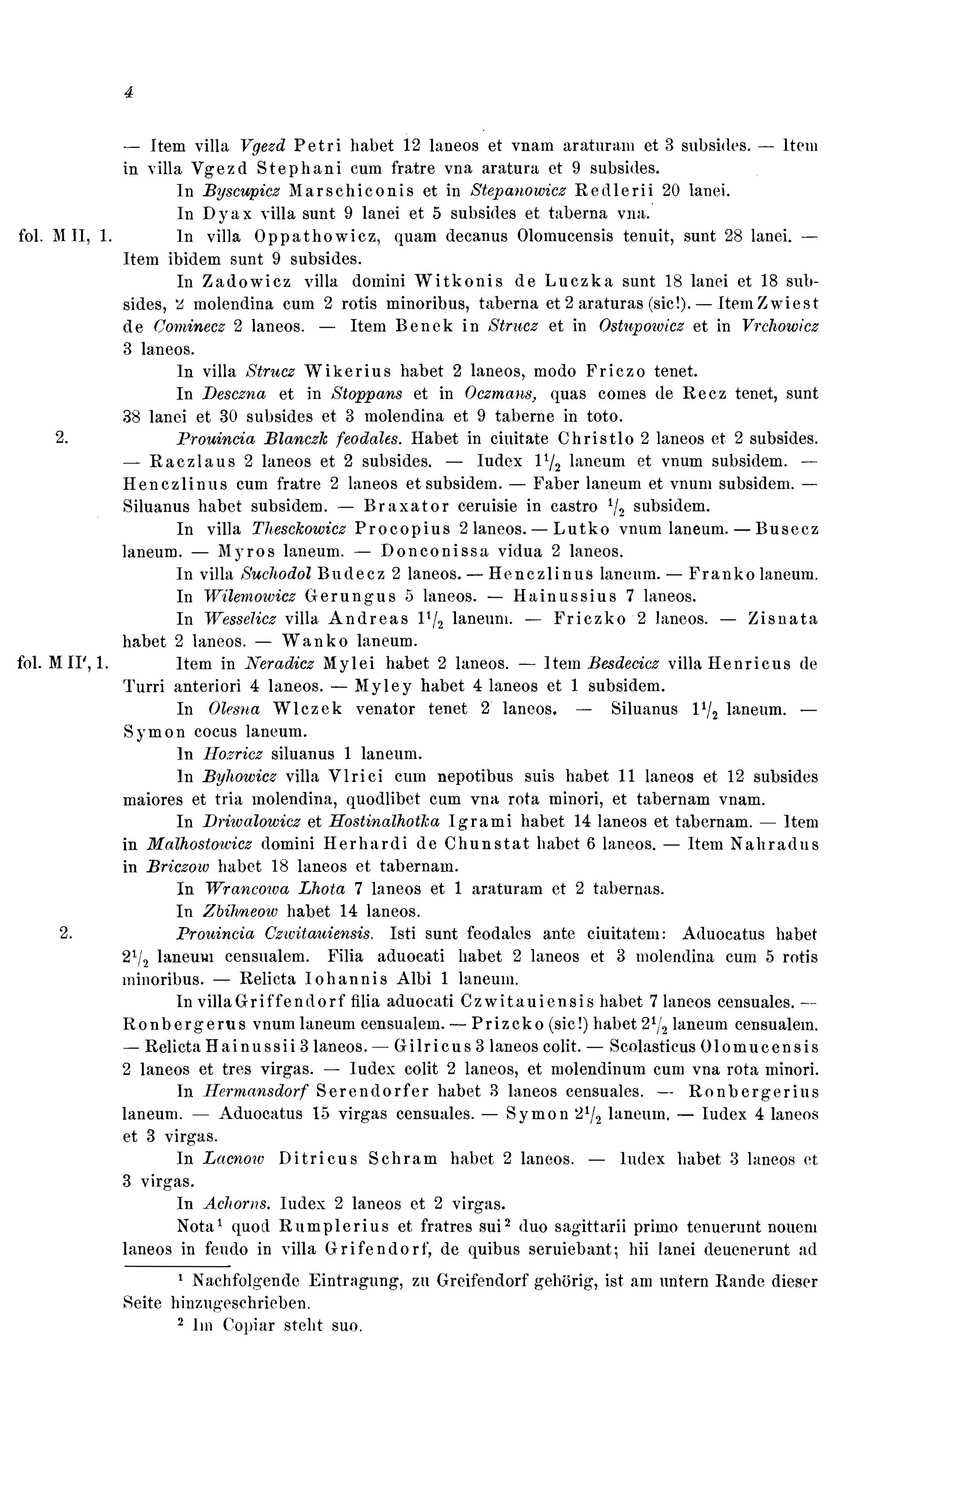 4
— Item villa Vgezd Petri habet 12 laneos et vnam araturam et 3 subsides. — Item
in villa Vgezd Stephani cum fratre vna aratura et 9 subsides.
In Byscupicz Marschiconis et in Stepanowicz Redlerii 20 lanei.
In Dyax villa sunt 9 lanei et 5 subsides et taberna vna.
fol. M II, 1. In villa Oppathowicz, quam decanus Olomucensis tenuit, sunt 28 lanei. —
Item ibidem sunt 9 subsides.
In Zadowicz villa domini Witkonis de Luczka sunt 18 lanei et 18 sub-
sides, 2 molendina cum 2 rotis minoribus, taberna et 2 araturas (sic!). — Item Zwiest
de Cominecz 2 laneos. — Item Benek in Strucz et in Ostupowicz et in Vrchowicz
3 laneos.
In villa Strucz Wikerius habet 2 laneos, modo Friczo tenet.
In Desczna et in Stoppans et in Oczmans, quas comes de Recz tenet, sunt
38 lanei et 30 subsides et 3 molendina et 9 taberne in toto.
2. Prouincia Blanczk feodales. Habet in ciuitate Christlo 2 laneos et 2 subsides.
— Raczlaus 2 laneos et 2 subsides. — Iudex 1 1/2 laneum et vnum subsidem. —
Henczlinus cum fratre 2 laneos et subsidem. — Faber laneum et vnum subsidem. —
Siluanus habet subsidem. — Braxator ceruisie in castro 1/2 subsidem.
In villa Thesckowicz Procopius 2 laneos. — Lutko vnum laneum. — Busecz
laneum. — Myros laneum. — Donconissa vidua 2 laneos.
In villa Suchodol Budecz 2 laneos. — Henczlinus laneum. — Franko laneum.
In Wilemowicz Gerungus 5 laneos. — Hainussius 7 laneos.
In Wesselicz villa Andreas 1 1/2 laneum. — Friczko 2 laneos. — Zisnata
habet 2 laneos. — Wanko laneum.
fol. M II', 1. Item in Neradicz Mylei habet 2 laneos. — Item Besdecicz villa Henricus de
Turri anteriori 4 laneos. — Myley habet 4 laneos et 1 subsidem.
In Olesna Wlczek venator tenet 2 laneos. — Siluanus 1 1/2 laneum. —
Symon cocus laneum.
In Hozricz siluanus 1 laneum.
In Byhowicz villa Vlrici cum nepotibus suis habet 11 laneos et 12 subsides
maiores et tria molendina, quodlibet cum vna rota minori, et tabernam vnam.
In Driwalowicz et Hostinalhotka Igrami habet 14 laneos et tabernam. — Item
in Malhostowicz domini Herhardi de Chunstat habet 6 laneos. — Item Nahradus
in Briczow habet 18 laneos et tabernam.
In Wrancowa Lhota 7 laneos et 1 araturam et 2 tabernas.
In Zbihneow habet 14 laneos.
2. Prouincia Czwitauiensis. Isti sunt feodales ante ciuitatem: Aduocatus habet
2 1/2 laneum censualem. Filia aduocati habet 2 laneos et 3 molendina cum 5 rotis
minoribus. — Relicta Iohannis Albi 1 laneum.
In villa Griffendorf filia aduocati Czwitauiensis habet 7 laneos censuales. —
Ronbergerus vnum laneum censualem. — Prizcko (sic!) habet 2 1/2 laneum censualem.
— Relicta Hainussii 3 laneos. — Gilricus 3 laneos colit. — Scolasticus Olomucensis
2 laneos et tres virgas. — Iudex colit 2 laneos, et molendinum cum vna rota minori.
In Hermansdorf Serendorfer habet 3 laneos censuales. — Ronbergerius
laneum. — Aduocatus 15 virgas censuales. — Symon 2 1/2 laneum. — Iudex 4 laneos
et 3 virgas.
In Lacnow Ditricus Schram habet 2 laneos. — Iudex habet 3 laneos et
3 virgas.
In Achorns. Iudex 2 laneos et 2 virgas.
Nota¹ quod Rumplerius et fratres sui² duo sagittarii primo tenuerunt nouem
laneos in feudo in villa Grifendorf, de quibus seruiebant; hii lanei deuenerunt ad
¹ Nachfolgende Eintragung, zu Greifendorf gehörig, ist am untern Rande dieser
Seite hinzugeschrieben.
² Im Copiar steht suo.